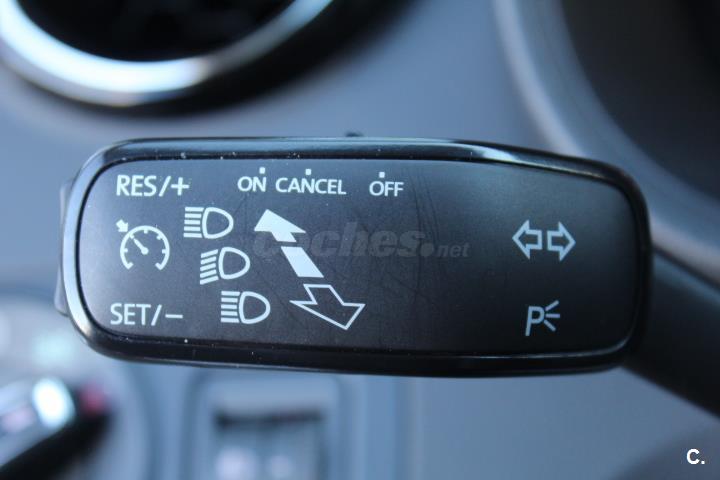 RES/+ ON CANCEL OFF
coches.net
SET/-
P
C.